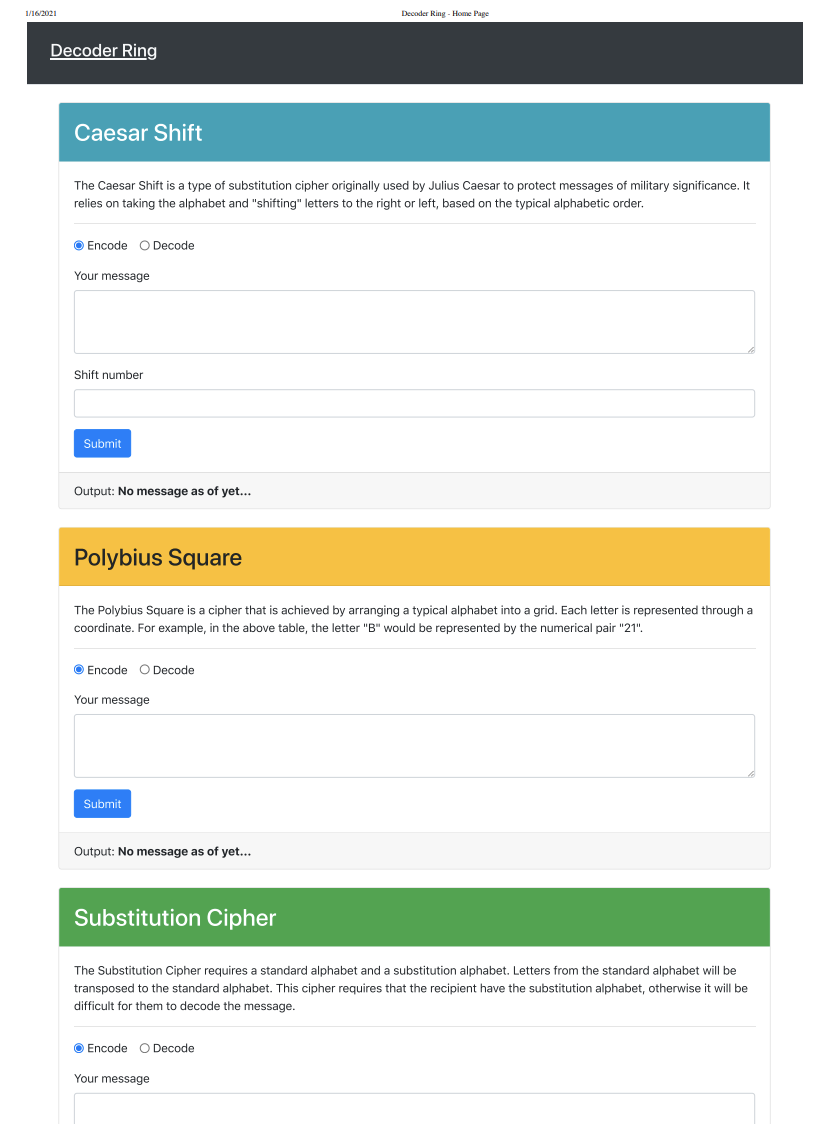 1/16/2021 Decoder Ring - Home Page
Decoder Ring
Caesar Shift
The Caesar Shift is a type of substitution cipher originally used by Julius Caesar to protect messages of military significance. It
relies on taking the alphabet and "shifting" letters to the right or left, based on the typical alphabetic order.
Encode Decode
Your message
Shift number
Submit
Output: No message as of yet...
Polybius Square
The Polybius Square is a cipher that is achieved by arranging a typical alphabet into a grid. Each letter is represented through a
coordinate. For example, in the above table, the letter "B" would be represented by the numerical pair "21".
Encode Decode
Your message
Submit
Output: No message as of yet...
Substitution Cipher
The Substitution Cipher requires a standard alphabet and a substitution alphabet. Letters from the standard alphabet will be
transposed to the standard alphabet. This cipher requires that the recipient have the substitution alphabet, otherwise it will be
difficult for them to decode the message.
Encode Decode
Your message